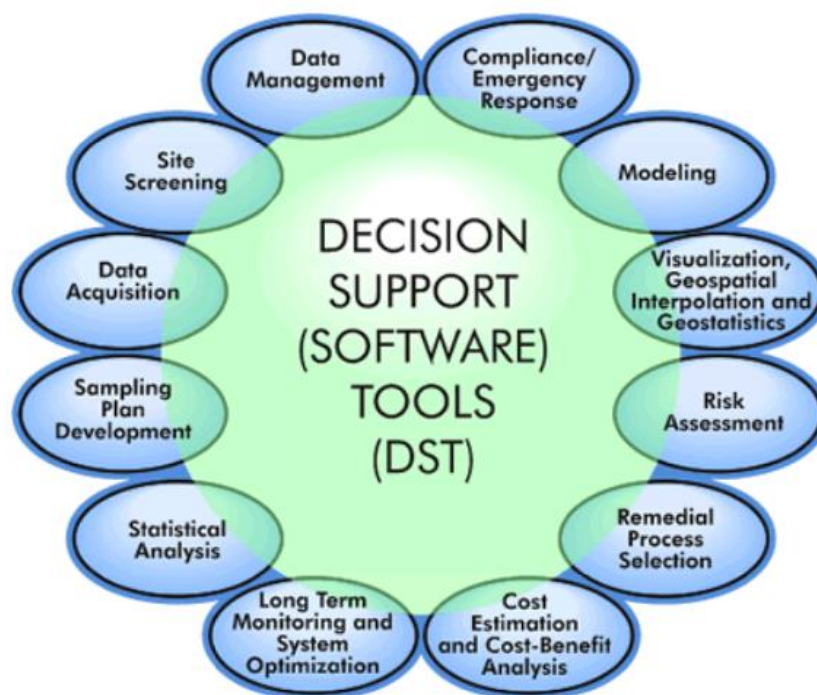 DECISION
SUPPORT
(SOFTWARE)
TOOLS
(DST)
Data
Management
Compliance/
Emergency
Response
Modeling
Visualization,
Geospatial
Interpolation and
Geostatistics
Risk
Assessment
Remedial
Process
Selection
Cost
Estimation
and Cost-Benefit
Analysis
Long Term
Monitoring and
System
Optimization
Statistical
Analysis
Sampling
Plan
Development
Data
Acquisition
Site
Screening